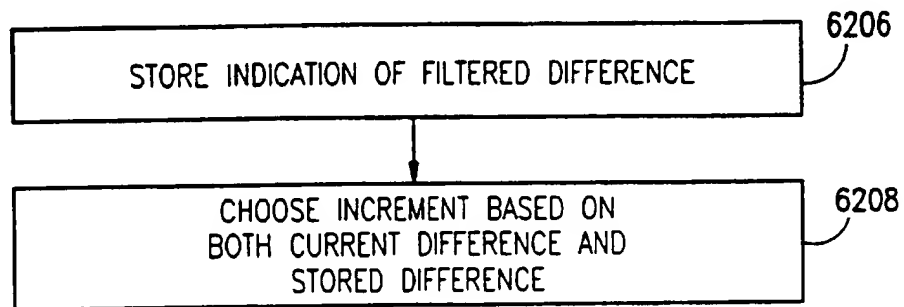 6206
STORE INDICATION OF FILTERED DIFFERENCE
6208
CHOOSE INCREMENT BASED ON
BOTH CURRENT DIFFERENCE AND
STORED DIFFERENCE